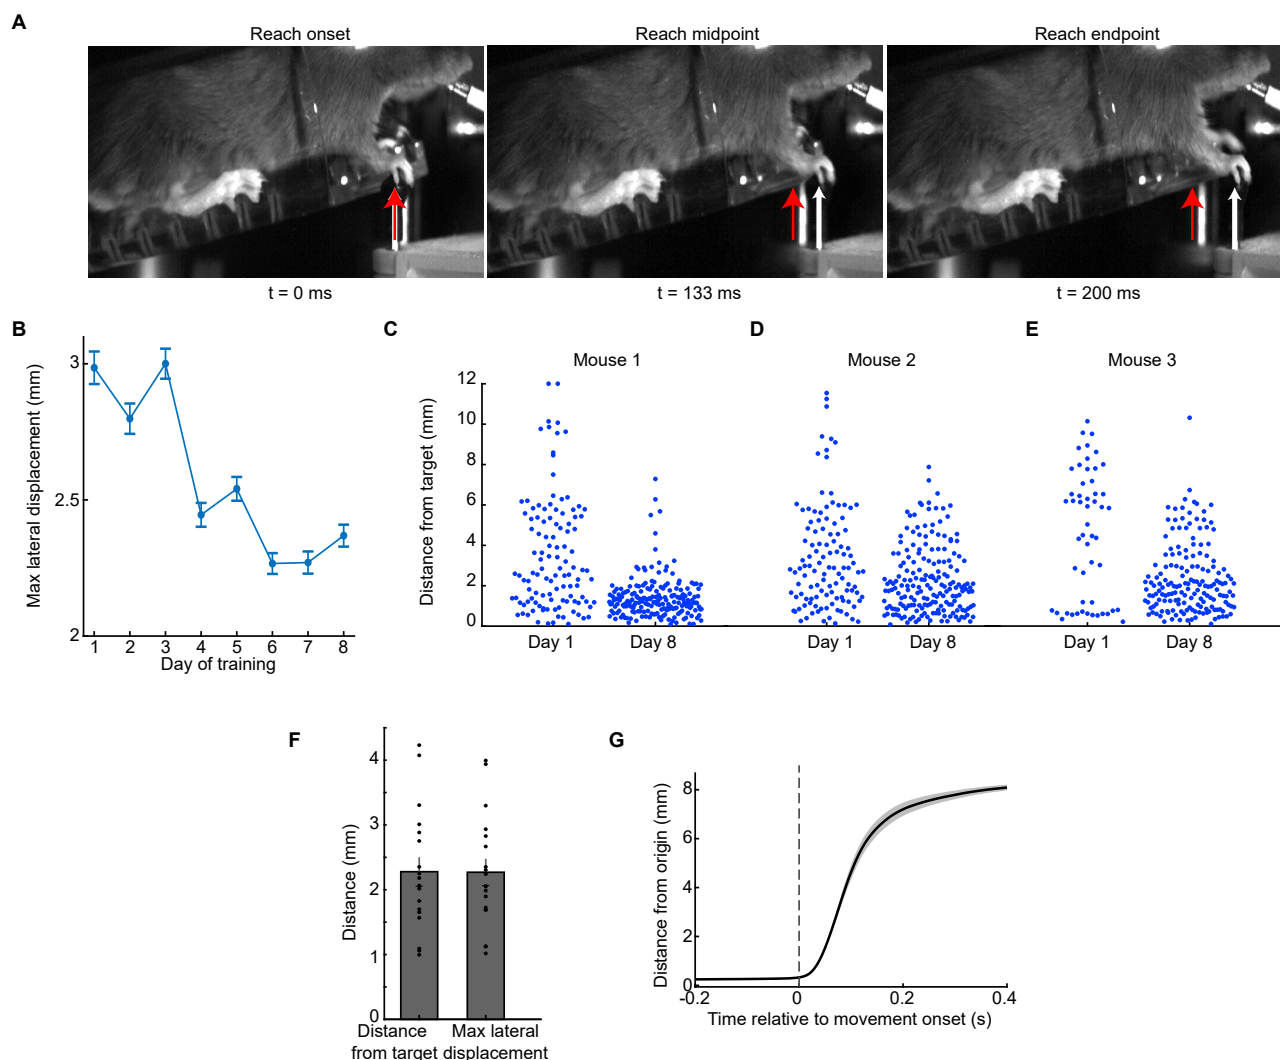 A
Reach onset
Reach midpoint
Reach endpoint
t = 0 ms
t = 133 ms
t = 200 ms
B
Max lateral displacement (mm)
3
2.5
2
1 2 3 4 5 6 7 8
Day of training
C
Mouse 1
Distance from target (mm)
12
10
8
6
4
2
0
Day 1 Day 8
D
Mouse 2
Day 1 Day 8
E
Mouse 3
Day 1 Day 8
F
Distance (mm)
4
3
2
1
0
Distance Max lateral
from target displacement
G
Distance from origin (mm)
8
6
4
2
0
-0.2 0 0.2 0.4
Time relative to movement onset (s)